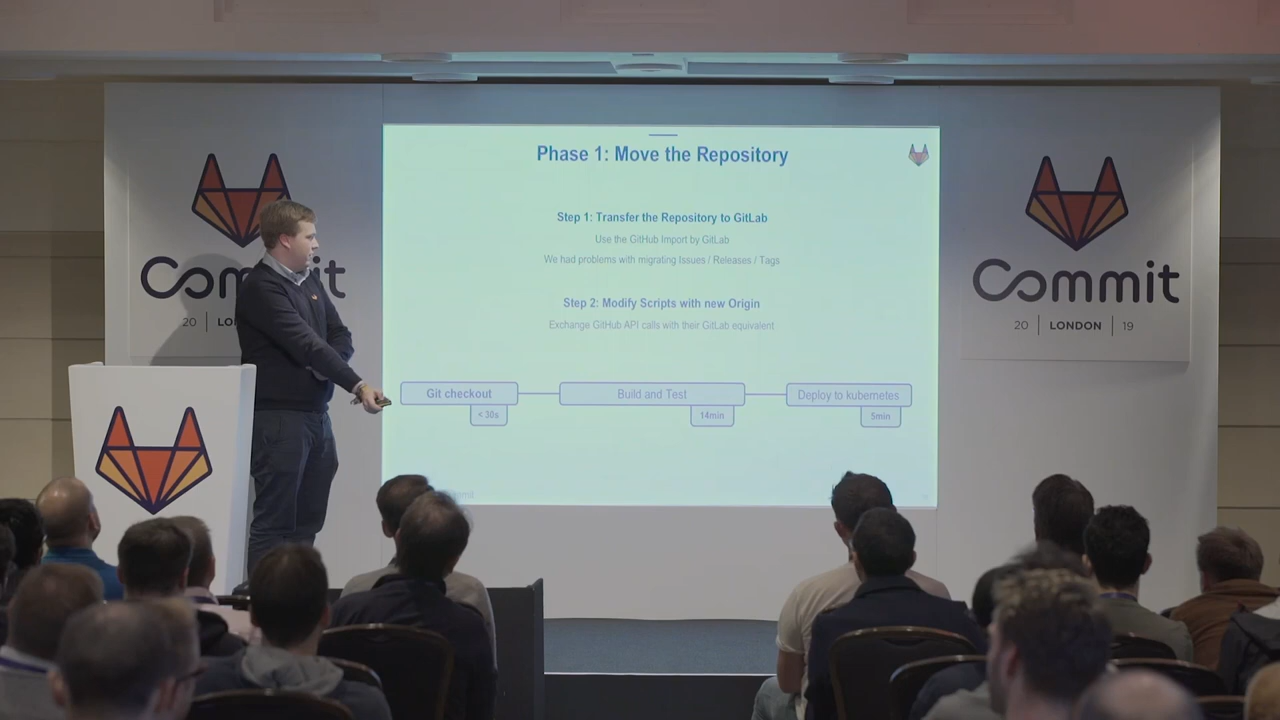 Phase 1: Move the Repository
Step 1: Transfer the Repository to GitLab
Use the GitHub Import by GitLab
We had problems with migrating Issues / Releases / Tags
Step 2: Modify Scripts with new Origin
Exchange GitHub API calls with their GitLab equivalent
Git checkout
Build and Test
Deploy to kubernetes
< 30s
14min
5min
Comm it
20 LO
Commit
20 LONDON 19